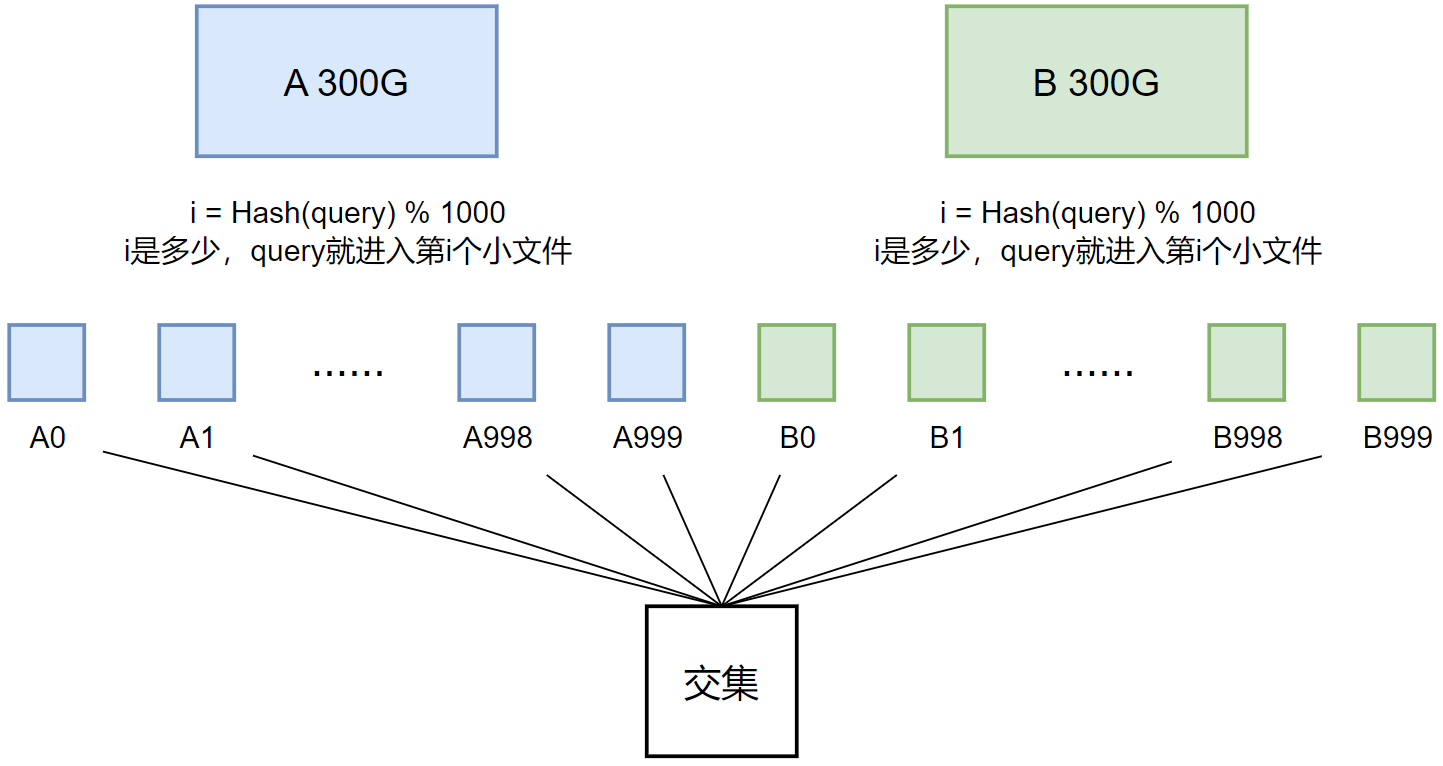 A 300G
B 300G
i = Hash(query) % 1000
i是多少，query就进入第i个小文件
i = Hash(query) % 1000
i是多少，query就进入第i个小文件
......
......
A0
A1
A998
A999
B0
B1
B998
B999
交集